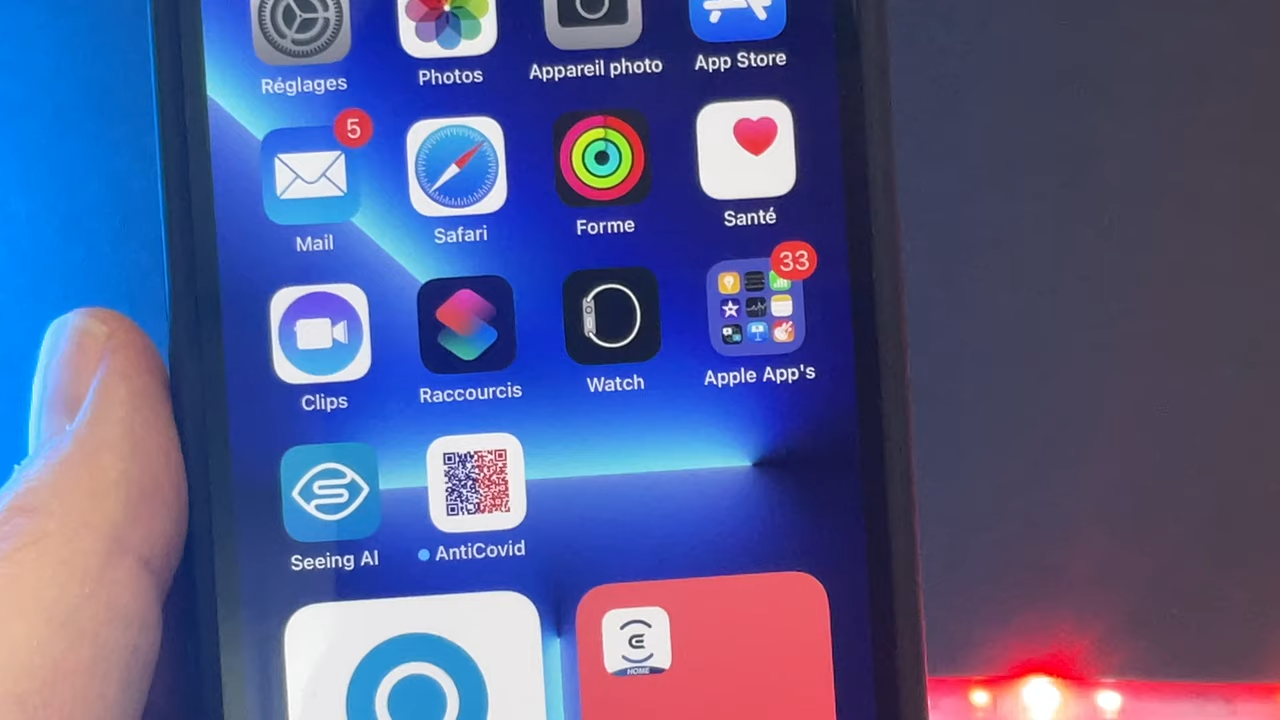 Réglages
Photos
Appareil photo
App Store
5
Mail
Safari
Forme
Santé
33
Clips
Raccourcis
Watch
Apple App's
Seeing AI
AntiCovid
HOME